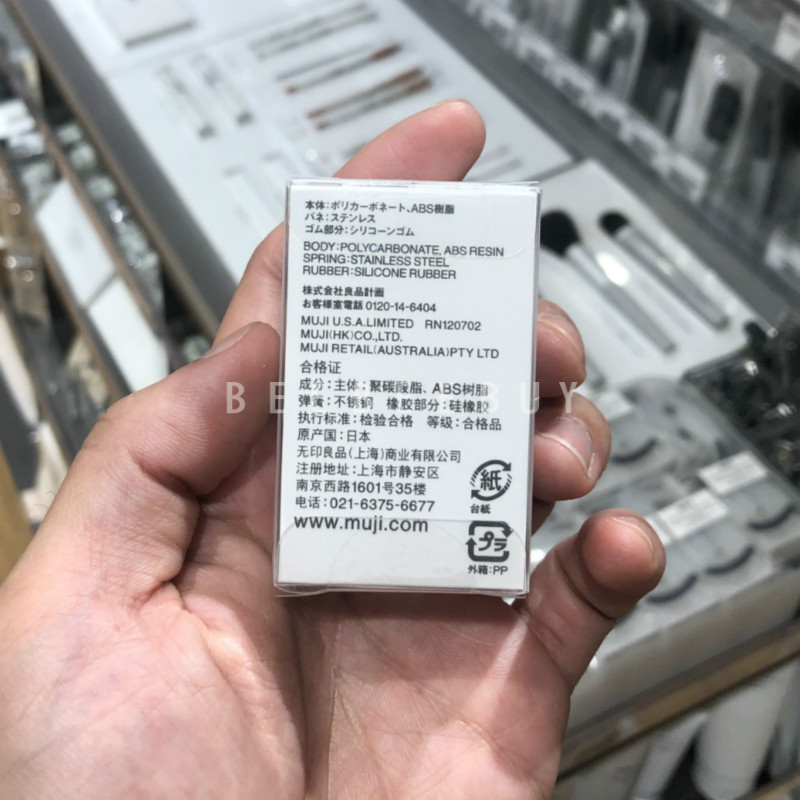 本体:ポリカーボネート、ABS樹脂
バネ:ステンレス
ゴム部分:シリコーンゴム
BODY:POLYCARBONATE, ABS RESIN
SPRING:STAINLESS STEEL
RUBBER:SILICONE RUBBER
株式会社良品計画
お客様室電話 0120-14-6404
MUJI U.S.A.LIMITED RN120702
MUJI(HK)CO.,LTD.
MUJI RETAIL(AUSTRALIA)PTY LTD
合格证
成分:主体:聚碳酸脂、ABS树脂
弹簧:不锈钢 橡胶部分:硅橡胶
执行标准:检验合格 等级:合格品
原产国:日本
无印良品(上海)商业有限公司
注册地址:上海市静安区
南京西路1601号35楼
电话:021-6375-6677
www.muji.com
紙
台紙
プラ
外箱:PP